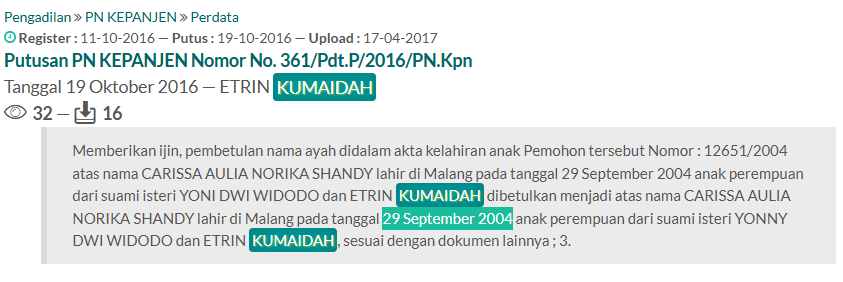 Pengadilan » PN KEPANJEN » Perdata
Register : 11-10-2016 — Putus : 19-10-2016 — Upload : 17-04-2017
Putusan PN KEPANJEN Nomor No. 361/Pdt.P/2016/PN.Kpn
Tanggal 19 Oktober 2016 — ETRIN KUMAIDAH
32 — 16
Memberikan ijin, pembetulan nama ayah didalam akta kelahiran anak Pemohon tersebut Nomor : 12651/2004
atas nama CARISSA AULIA NORIKA SHANDY lahir di Malang pada tanggal 29 September 2004 anak perempuan
dari suami isteri YONI DWI WIDODO dan ETRIN KUMAIDAH dibetulkan menjadi atas nama CARISSA AULIA
NORIKA SHANDY lahir di Malang pada tanggal 29 September 2004 anak perempuan dari suami isteri YONNY
DWI WIDODO dan ETRIN KUMAIDAH, sesuai dengan dokumen lainnya ; 3.